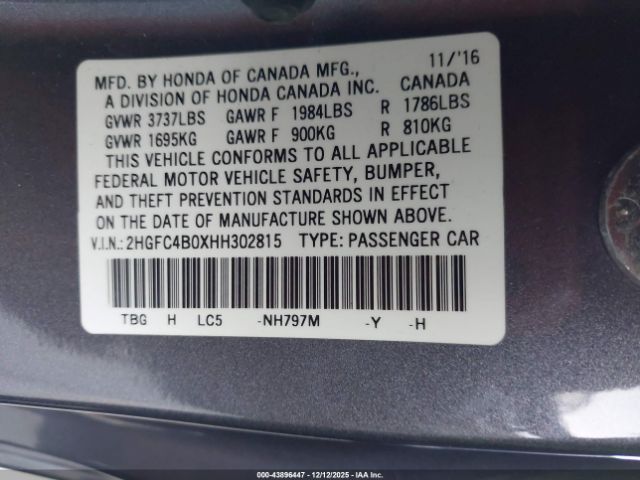 11/'16
MFD. BY HONDA OF CANADA MFG.,
A DIVISION OF HONDA CANADA INC. CANADA
GVWR 3737LBS GAWR F 1984LBS R 1786LBS
GVWR 1695KG GAWR F 900KG R 810KG
THIS VEHICLE CONFORMS TO ALL APPLICABLE
FEDERAL MOTOR VEHICLE SAFETY, BUMPER,
AND THEFT PREVENTION STANDARDS IN EFFECT
ON THE DATE OF MANUFACTURE SHOWN ABOVE.
V.I.N.: 2HGFC4B0XHH302815 TYPE: PASSENGER CAR
TBG H LC5 -NH797M -Y -H
000-43896447 - 12/12/2025 - IAA Inc.